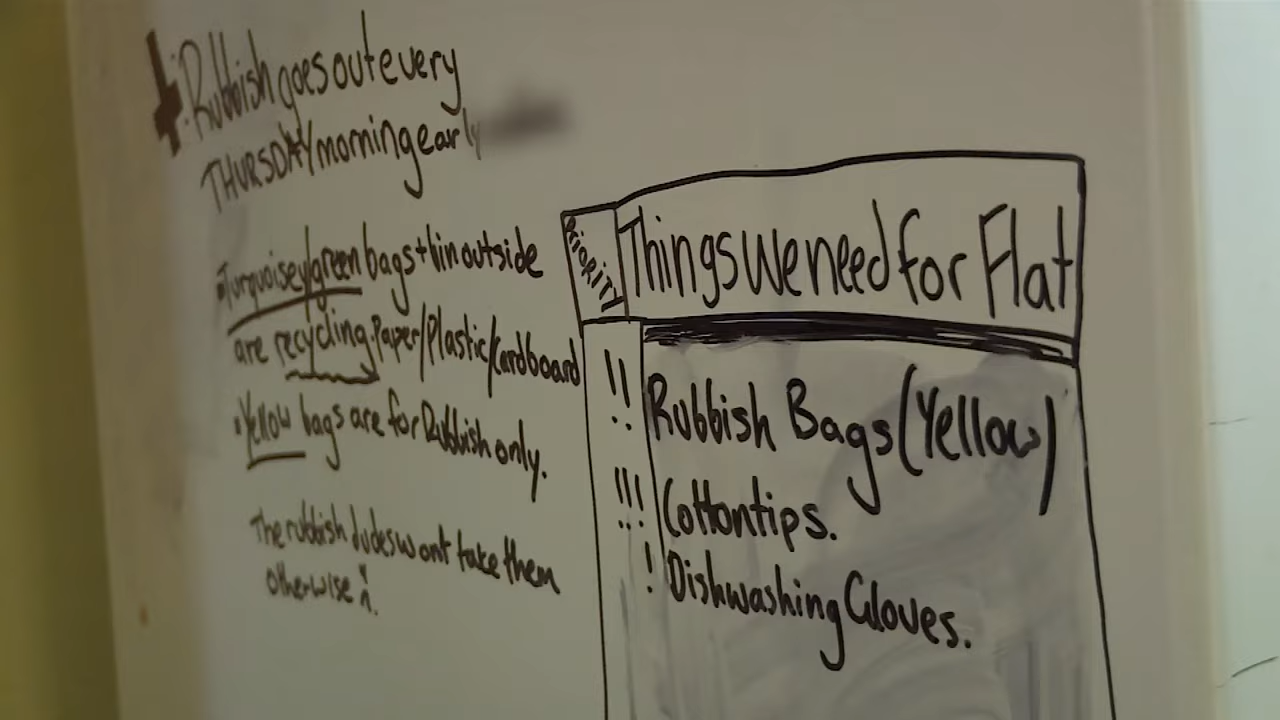 Rubbish goes out every
THURSDAY morning early
Turquoisey/green bags + bin outside
are recycling. Paper/Plastic/Cardboard
• Yellow bags are for Rubbish only.
The rubbish dudes wont take them
otherwise :
PRIORITY
Things We need for Flat
!! Rubbish Bags (Yellow)
!!! Cottontips.
! Dishwashing Gloves.